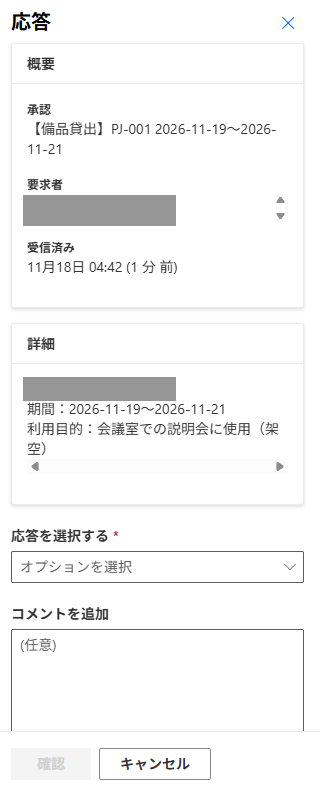 応答
概要
承認
【備品貸出】PJ-001 2026-11-19～2026-
11-21
要求者
受信済み
11月18日 04:42 (1 分 前)
詳細
期間：2026-11-19～2026-11-21
利用目的：会議室での説明会に使用（架
空）
応答を選択する *
オプションを選択
コメントを追加
(任意)
確認
キャンセル